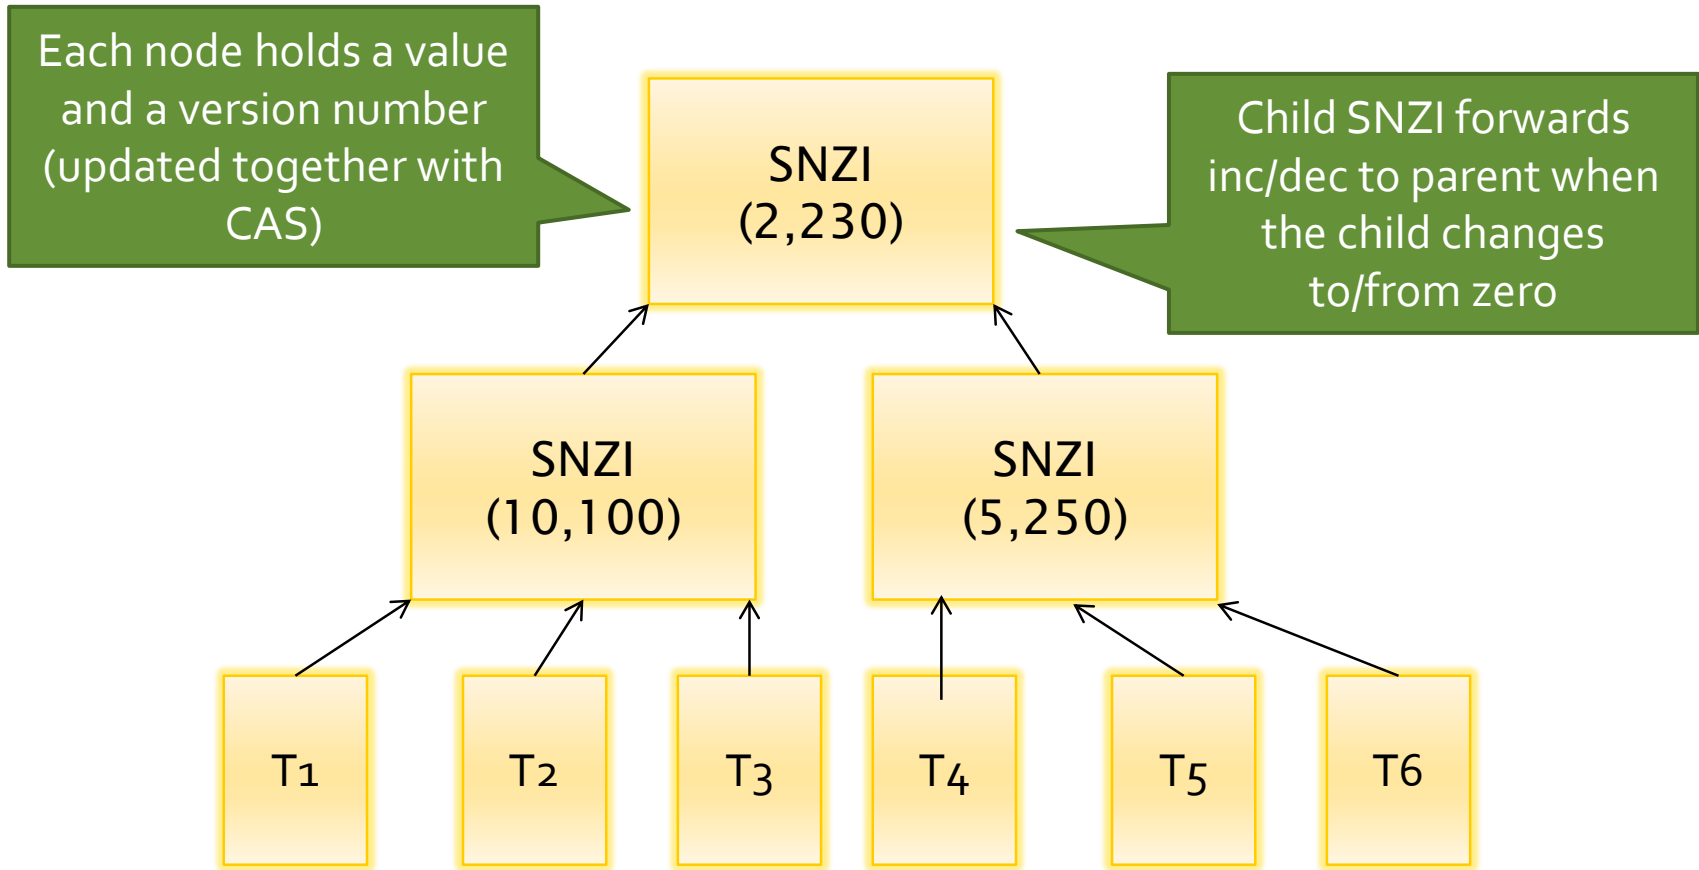 Each node holds a value
and a version number
(updated together with
CAS)
SNZI
(2,230)
Child SNZI forwards
inc/dec to parent when
the child changes
to/from zero
SNZI
(10,100)
SNZI
(5,250)
T1
T2
T3
T4
T5
T6